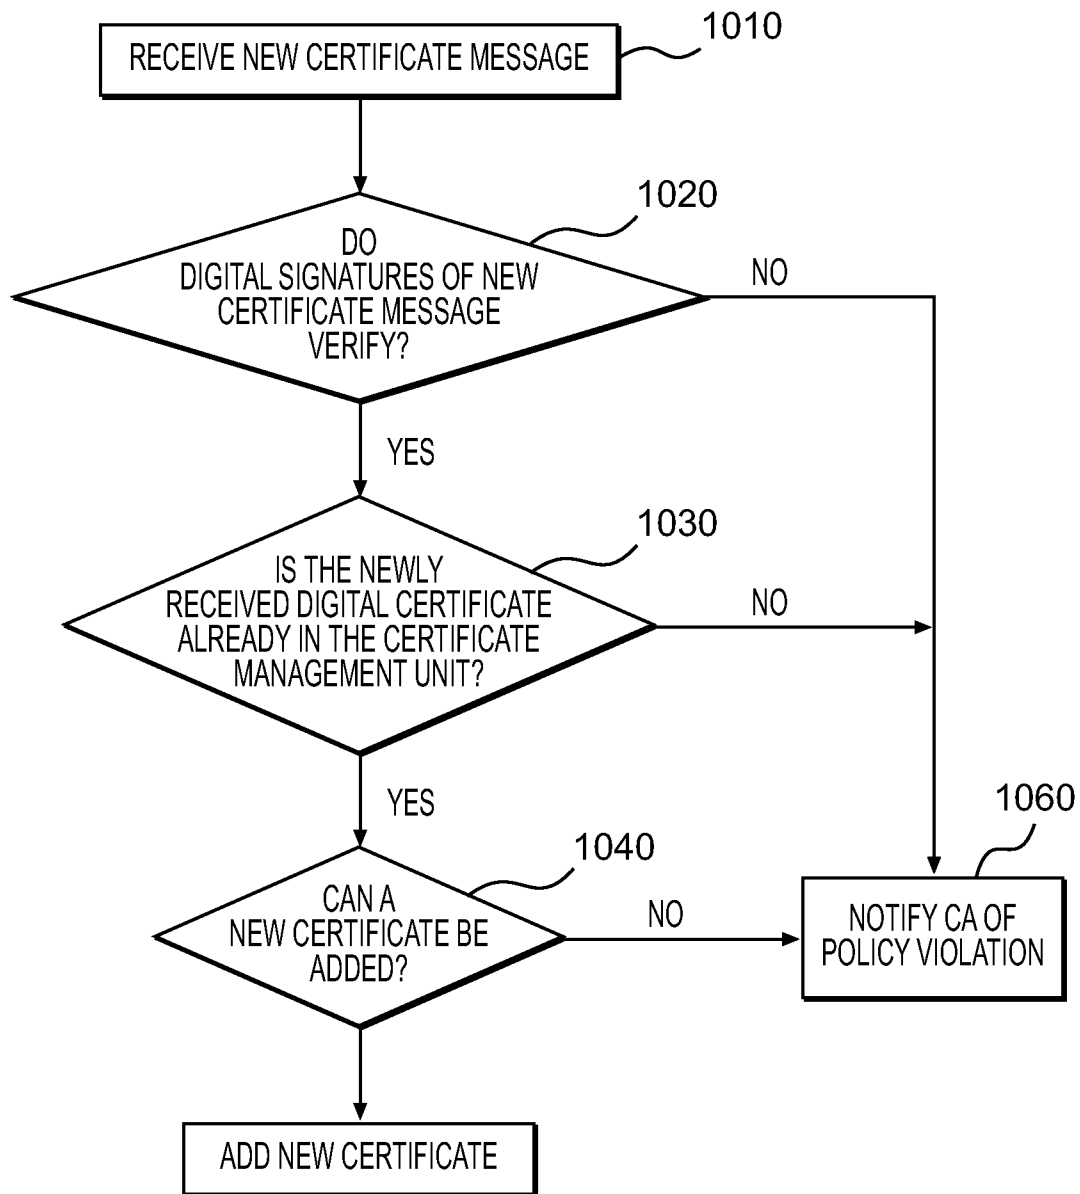 RECEIVE NEW CERTIFICATE MESSAGE
1010
1020
DO
DIGITAL SIGNATURES OF NEW
CERTIFICATE MESSAGE
VERIFY?
NO
YES
1030
IS THE NEWLY
RECEIVED DIGITAL CERTIFICATE
ALREADY IN THE CERTIFICATE
MANAGEMENT UNIT?
NO
YES
1040
CAN A
NEW CERTIFICATE BE
ADDED?
NO
1060
NOTIFY CA OF
POLICY VIOLATION
ADD NEW CERTIFICATE